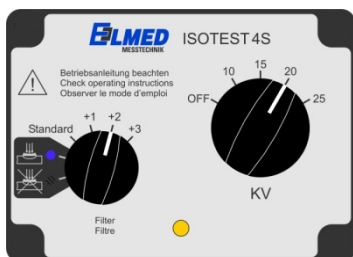 ELMED
MESSTECHNIK
ISOTEST 4S
Betriebsanleitung beachten
Check operating instructions
Observer le mode d'emploi
Standard
+1
+2
+3
Filter
Filtre
OFF
10
15
20
25
KV